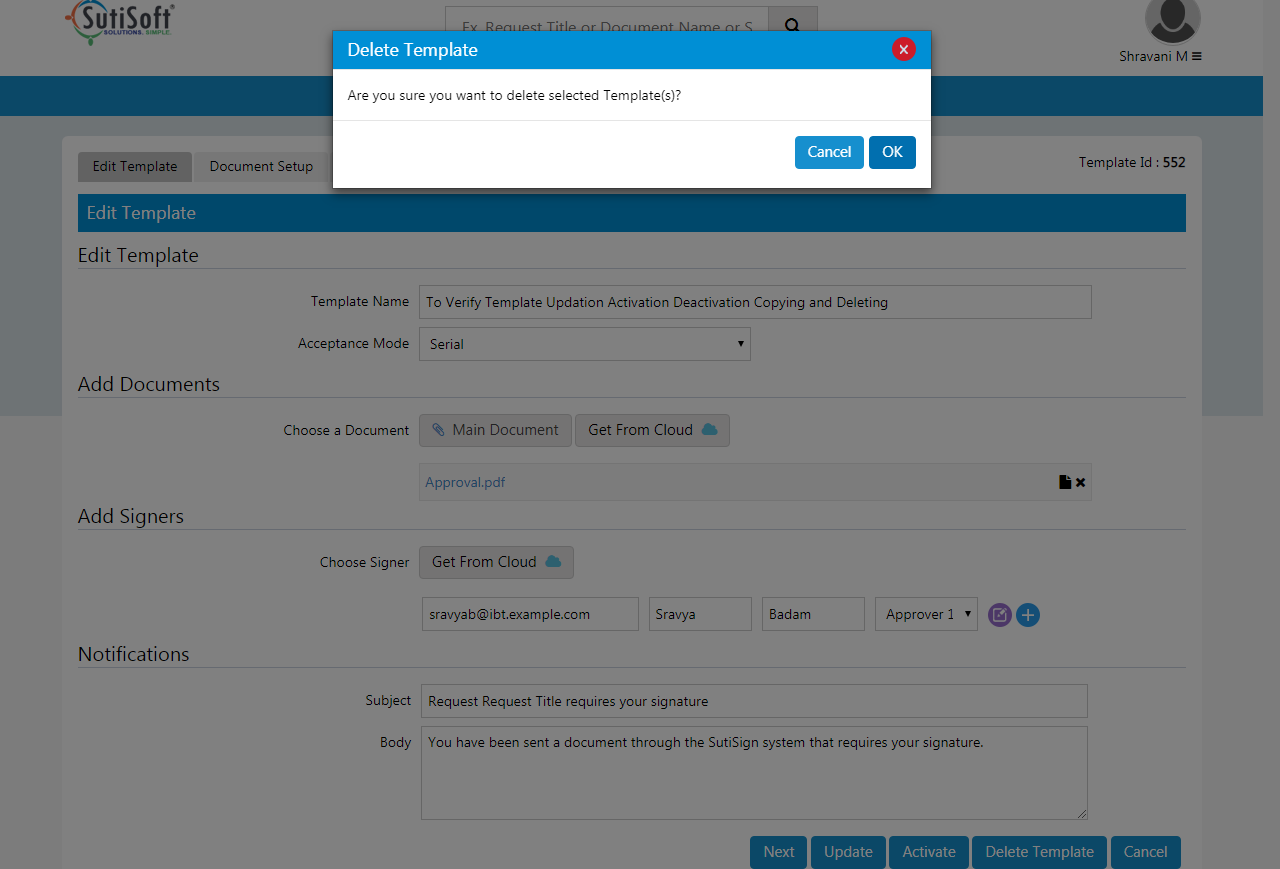 SutiSoft®
SOLUTIONS. SIMPLE.
Ex. Request Title or Document Name or S
Shravani M
Delete Template
Are you sure you want to delete selected Template(s)?
Cancel OK
Edit Template Document Setup
Template Id : 552
Edit Template
Edit Template
Template Name To Verify Template Updation Activation Deactivation Copying and Deleting
Acceptance Mode Serial
Add Documents
Choose a Document Main Document Get From Cloud
Approval.pdf
Add Signers
Choose Signer Get From Cloud
sravyab@ibt.example.com Sravya Badam Approver 1
Notifications
Subject Request Request Title requires your signature
Body You have been sent a document through the SutiSign system that requires your signature.
Next Update Activate Delete Template Cancel